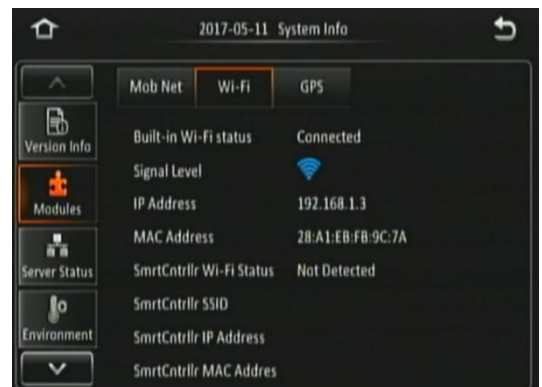 2017-05-11 System Info
Mob Net Wi-Fi GPS
Version Info
Modules
Server Status
Environment
Built-in Wi-Fi status Connected
Signal Level
IP Address 192.168.1.3
MAC Address 28:A1:EB:FB:9C:7A
SmrtCntrllr Wi-Fi Status Not Detected
SmrtCntrllr SSID
SmrtCntrllr IP Address
SmrtCntrllr MAC Addres